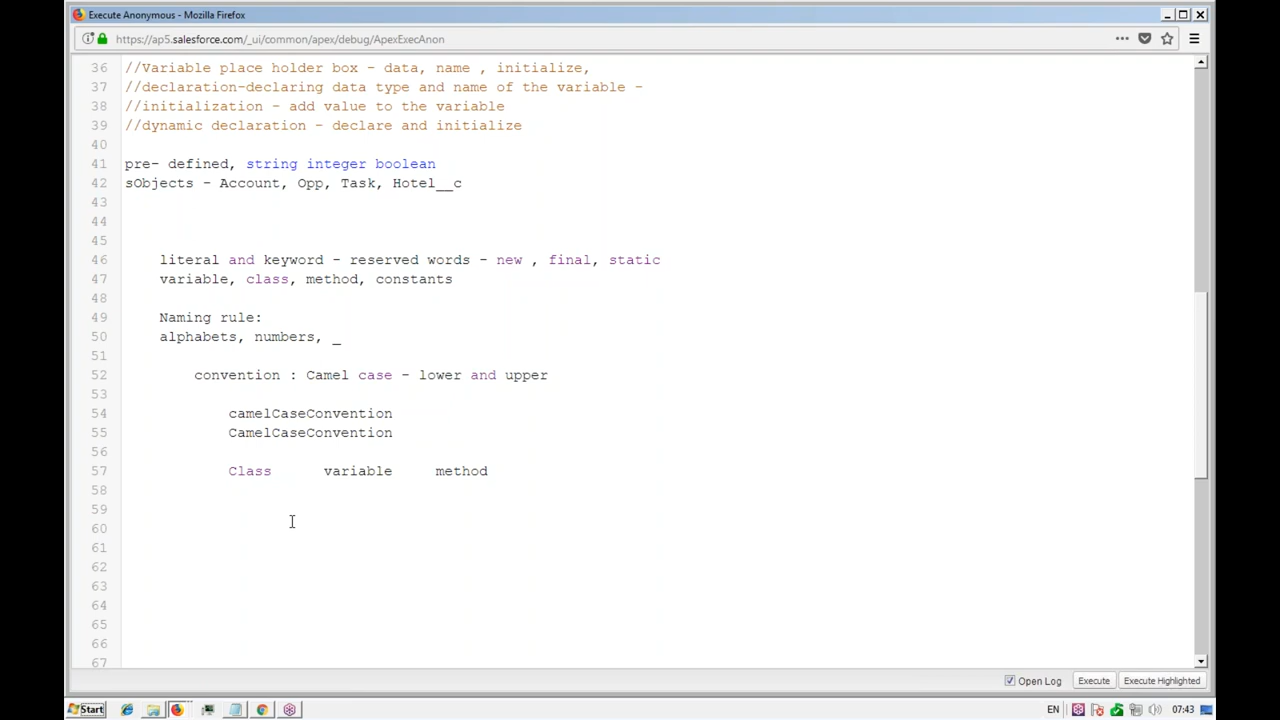 Execute Anonymous - Mozilla Firefox
https://ap5.salesforce.com/_ui/common/apex/debug/ApexExecAnon
36 //Variable place holder box - data, name , initialize,
37 //declaration-declaring data type and name of the variable -
38 //initialization - add value to the variable
39 //dynamic declaration - declare and initialize
40
41 pre- defined, string integer boolean
42 sObjects - Account, Opp, Task, Hotel__c
43
44
45
46 literal and keyword - reserved words - new , final, static
47 variable, class, method, constants
48
49 Naming rule:
50 alphabets, numbers, _
51
52 convention : Camel case - lower and upper
53
54 camelCaseConvention
55 CamelCaseConvention
56
57 Class variable method
58
59
60
61
62
63
64
65
66
67
Open Log Execute Execute Highlighted
Start EN 07:43